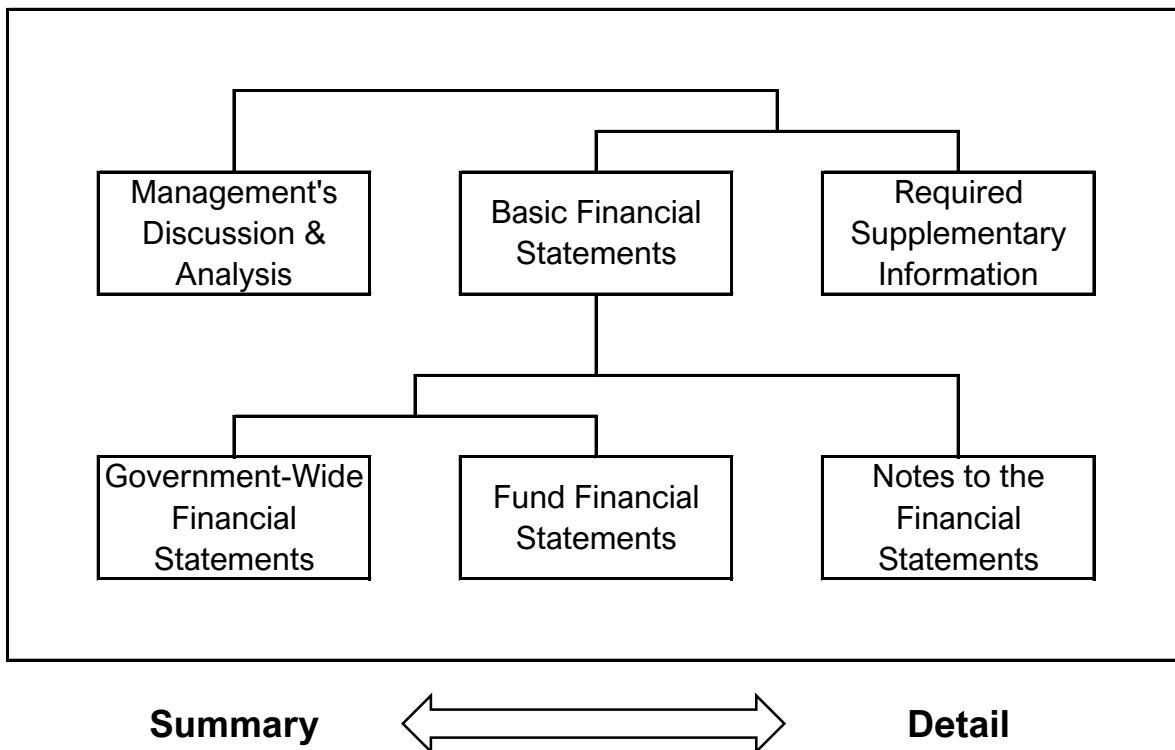 Management's
Discussion &
Analysis
Basic Financial
Statements
Required
Supplementary
Information
Government-Wide
Financial
Statements
Fund Financial
Statements
Notes to the
Financial
Statements
Summary
Detail